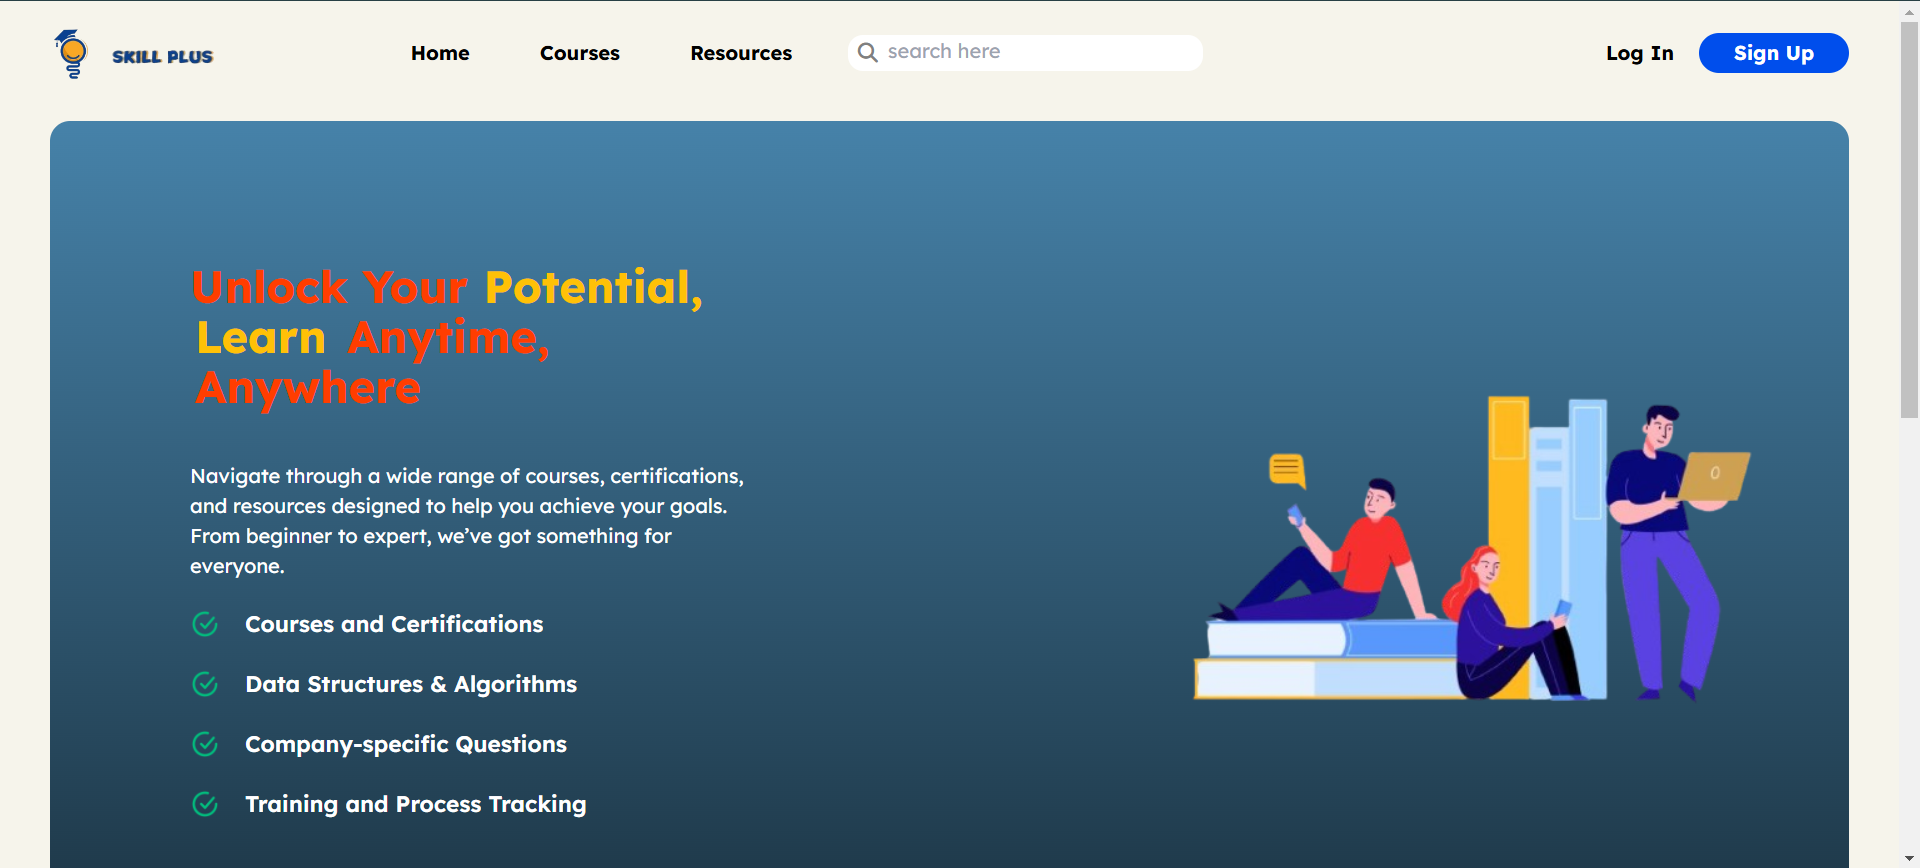 SKILL PLUS
Home Courses Resources search here Log In Sign Up
Unlock Your Potential,
Learn Anytime,
Anywhere
Navigate through a wide range of courses, certifications,
and resources designed to help you achieve your goals.
From beginner to expert, we’ve got something for
everyone.
Courses and Certifications
Data Structures & Algorithms
Company-specific Questions
Training and Process Tracking